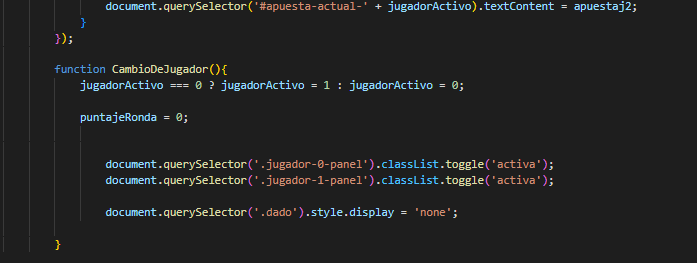 document.querySelector('#apuesta-actual-' + jugadorActivo).textContent = apuestaj2;
}
});
function CambioDeJugador(){
jugadorActivo === 0 ? jugadorActivo = 1 : jugadorActivo = 0;
puntajeRonda = 0;
document.querySelector('.jugador-0-panel').classList.toggle('activa');
document.querySelector('.jugador-1-panel').classList.toggle('activa');
document.querySelector('.dado').style.display = 'none';
}